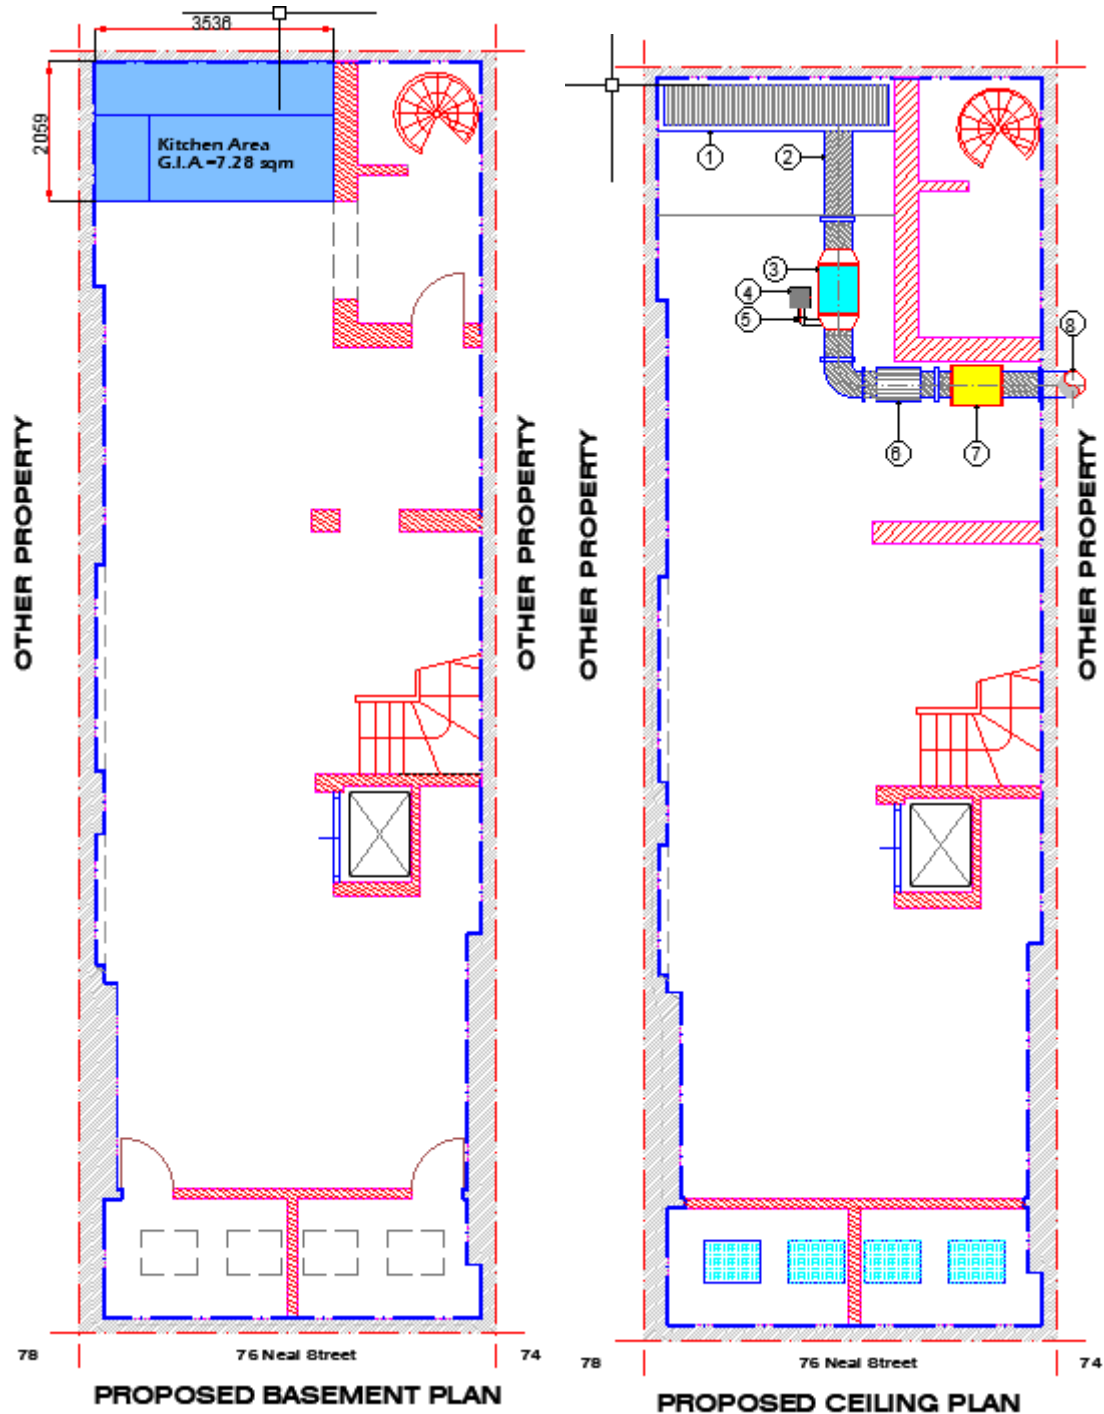 3536
2059
Kitchen Area
G.I.A.=7.28 sqm
OTHER PROPERTY
OTHER PROPERTY
78
76 Neal Street
74
PROPOSED BASEMENT PLAN
1
2
3
4
5
6
7
8
OTHER PROPERTY
OTHER PROPERTY
78
76 Neal Street
74
PROPOSED CEILING PLAN